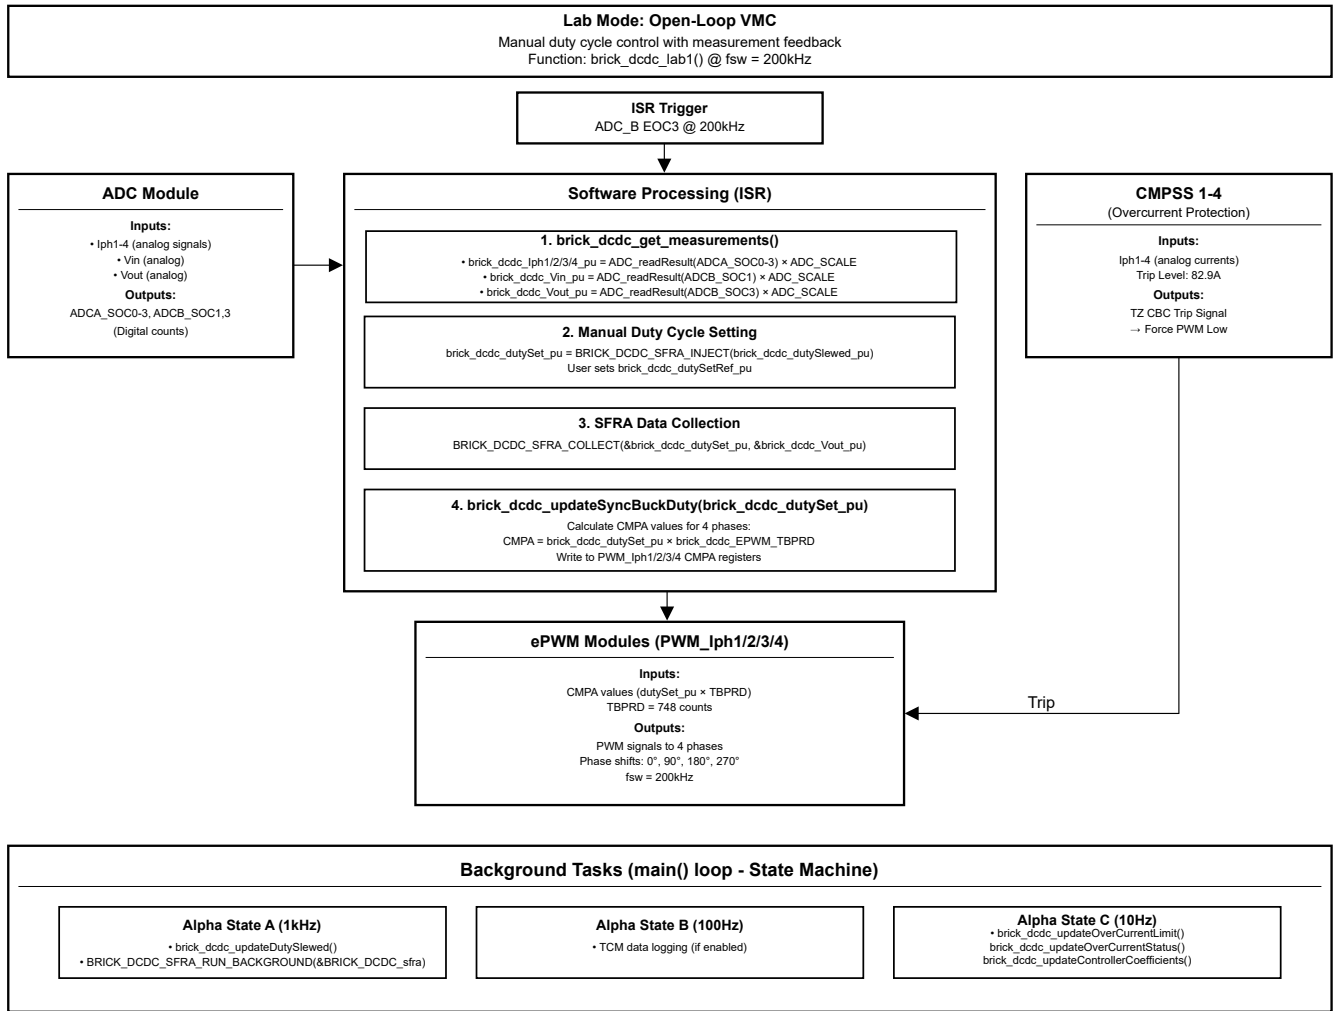 Lab Mode: Open-Loop VMC
Manual duty cycle control with measurement feedback
Function: brick_dcdc_lab1() @ fsw = 200kHz
ISR Trigger
ADC_B EOC3 @ 200kHz
ADC Module
Inputs:
• Iph1-4 (analog signals)
• Vin (analog)
• Vout (analog)
Outputs:
ADCA_SOC0-3, ADCB_SOC1,3
(Digital counts)
Software Processing (ISR)
1. brick_dcdc_get_measurements()
• brick_dcdc_Iph1/2/3/4_pu = ADC_readResult(ADCA_SOC0-3) × ADC_SCALE
• brick_dcdc_Vin_pu = ADC_readResult(ADCB_SOC1) × ADC_SCALE
• brick_dcdc_Vout_pu = ADC_readResult(ADCB_SOC3) × ADC_SCALE
2. Manual Duty Cycle Setting
brick_dcdc_dutySet_pu = BRICK_DCDC_SFRA_INJECT(brick_dcdc_dutySlewed_pu)
User sets brick_dcdc_dutySetRef_pu
3. SFRA Data Collection
BRICK_DCDC_SFRA_COLLECT(&brick_dcdc_dutySet_pu, &brick_dcdc_Vout_pu)
4. brick_dcdc_updateSyncBuckDuty(brick_dcdc_dutySet_pu)
Calculate CMPA values for 4 phases:
CMPA = brick_dcdc_dutySet_pu × brick_dcdc_EPWM_TBPRD
Write to PWM_Iph1/2/3/4 CMPA registers
CMPSS 1-4
(Overcurrent Protection)
Inputs:
Iph1-4 (analog currents)
Trip Level: 82.9A
Outputs:
TZ CBC Trip Signal
→ Force PWM Low
ePWM Modules (PWM_Iph1/2/3/4)
Inputs:
CMPA values (dutySet_pu × TBPRD)
TBPRD = 748 counts
Outputs:
PWM signals to 4 phases
Phase shifts: 0°, 90°, 180°, 270°
fsw = 200kHz
Trip
Background Tasks (main() loop - State Machine)
Alpha State A (1kHz)
• brick_dcdc_updateDutySlewed()
• BRICK_DCDC_SFRA_RUN_BACKGROUND(&BRICK_DCDC_sfra)
Alpha State B (100Hz)
• TCM data logging (if enabled)
Alpha State C (10Hz)
• brick_dcdc_updateOverCurrentLimit()
brick_dcdc_updateOverCurrentStatus()
brick_dcdc_updateControllerCoefficients()